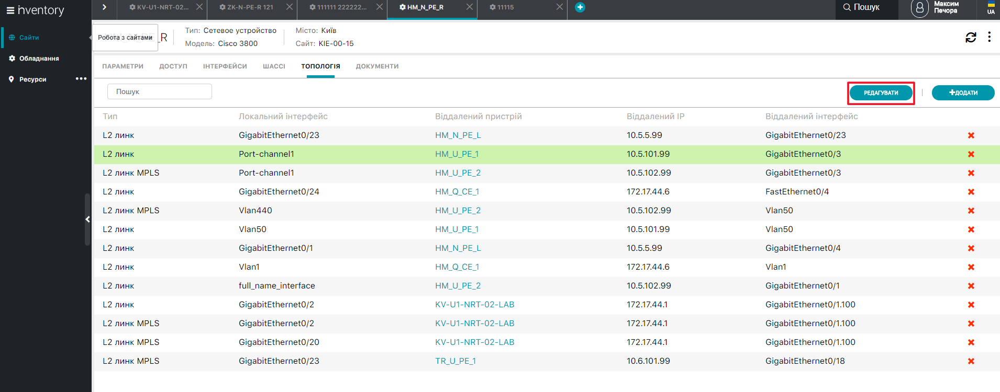 inventory
KV-U1-NRT-02...
ZK-N-PE-R 121
111111 222222...
HM_N_PE_R
11115
Пошук
Максим
Печора
UA
Сайти
Обладнання
Ресурси
Робота з сайтами
_R
Тип: Сетевое устройство
Модель: Cisco 3800
Місто: Київ
Сайт: KIE-00-15
ПАРАМЕТРИ ДОСТУП ІНТЕРФЕЙСИ ШАССІ ТОПОЛОГІЯ ДОКУМЕНТИ
Пошук
РЕДАГУВАТИ
+ДОДАТИ
Тип Локальний інтерфейс Віддалений пристрій Віддалений IP Віддалений інтерфейс
L2 линк GigabitEthernet0/23 HM_N_PE_L 10.5.5.99 GigabitEthernet0/23
L2 линк Port-channel1 HM_U_PE_1 10.5.101.99 GigabitEthernet0/3
L2 линк MPLS Port-channel1 HM_U_PE_2 10.5.102.99 GigabitEthernet0/3
L2 линк GigabitEthernet0/24 HM_Q_CE_1 172.17.44.6 FastEthernet0/4
L2 линк MPLS Vlan440 HM_U_PE_2 10.5.102.99 Vlan50
L2 линк Vlan50 HM_U_PE_1 10.5.101.99 Vlan50
L2 линк GigabitEthernet0/1 HM_N_PE_L 10.5.5.99 GigabitEthernet0/4
L2 линк Vlan1 HM_Q_CE_1 172.17.44.6 Vlan1
L2 линк full_name_interface HM_U_PE_2 10.5.102.99 GigabitEthernet0/1
L2 линк GigabitEthernet0/2 KV-U1-NRT-02-LAB 172.17.44.1 GigabitEthernet0/1.100
L2 линк MPLS GigabitEthernet0/2 KV-U1-NRT-02-LAB 172.17.44.1 GigabitEthernet0/1.100
L2 линк MPLS GigabitEthernet0/20 KV-U1-NRT-02-LAB 172.17.44.1 GigabitEthernet0/1.100
L2 линк MPLS GigabitEthernet0/23 TR_U_PE_1 10.6.101.99 GigabitEthernet0/18